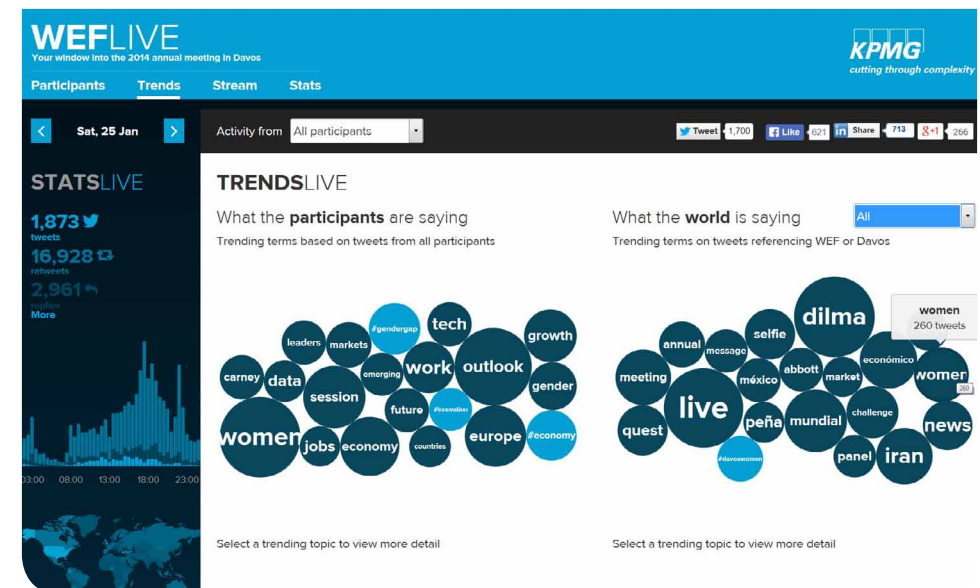 WEFLIVE
Your window into the 2014 annual meeting in Davos
KPMG
cutting through complexity
Participants Trends Stream Stats
< Sat, 25 Jan >
Activity from All participants
Tweet 1,700 Like 621 in Share 713 g+1 266
STATSLIVE
1,873
tweets
16,928
retweets
2,961
replies
More
03:00 08:00 13:00 18:00 23:00
TRENDSLIVE
What the participants are saying
Trending terms based on tweets from all participants
#gendergap
tech
leaders
markets
growth
carney
data
emerging
work
outlook
session
gender
future
#innovation
women
jobs
economy
countries
europe
#economy
Select a trending topic to view more detail
What the world is saying
All
Trending terms on tweets referencing WEF or Davos
dilma
women
260 tweets
selfie
annual
message
económico
abbott
meeting
méxico
market
women
260
live
challenge
quest
peña
mundial
news
#davoswomen
panel
iran
Select a trending topic to view more detail